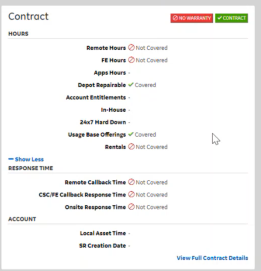 Contract
NO WARRANTY
CONTRACT
HOURS
Remote Hours Not Covered
FE Hours Not Covered
Apps Hours -
Depot Repairable Covered
Account Entitlements -
In-House -
24x7 Hard Down -
Usage Base Offerings Covered
Rentals Not Covered
Show Less
RESPONSE TIME
Remote Callback Time Not Covered
CSC/FE Callback Response Time Not Covered
Onsite Response Time Not Covered
ACCOUNT
Local Asset Time -
SR Creation Date -
View Full Contract Details